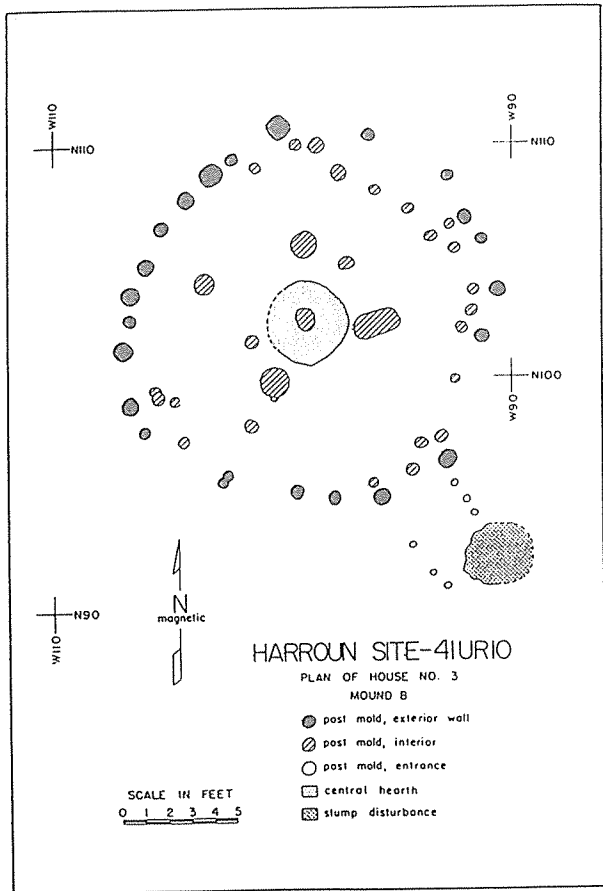 W110
N110
W90
N110
N100
W90
N90
W110
N
magnetic
HARROUN SITE-41UR10
PLAN OF HOUSE NO. 3
MOUND B
post mold, exterior wall
post mold, interior
post mold, entrance
central hearth
stump disturbance
SCALE IN FEET
0 1 2 3 4 5